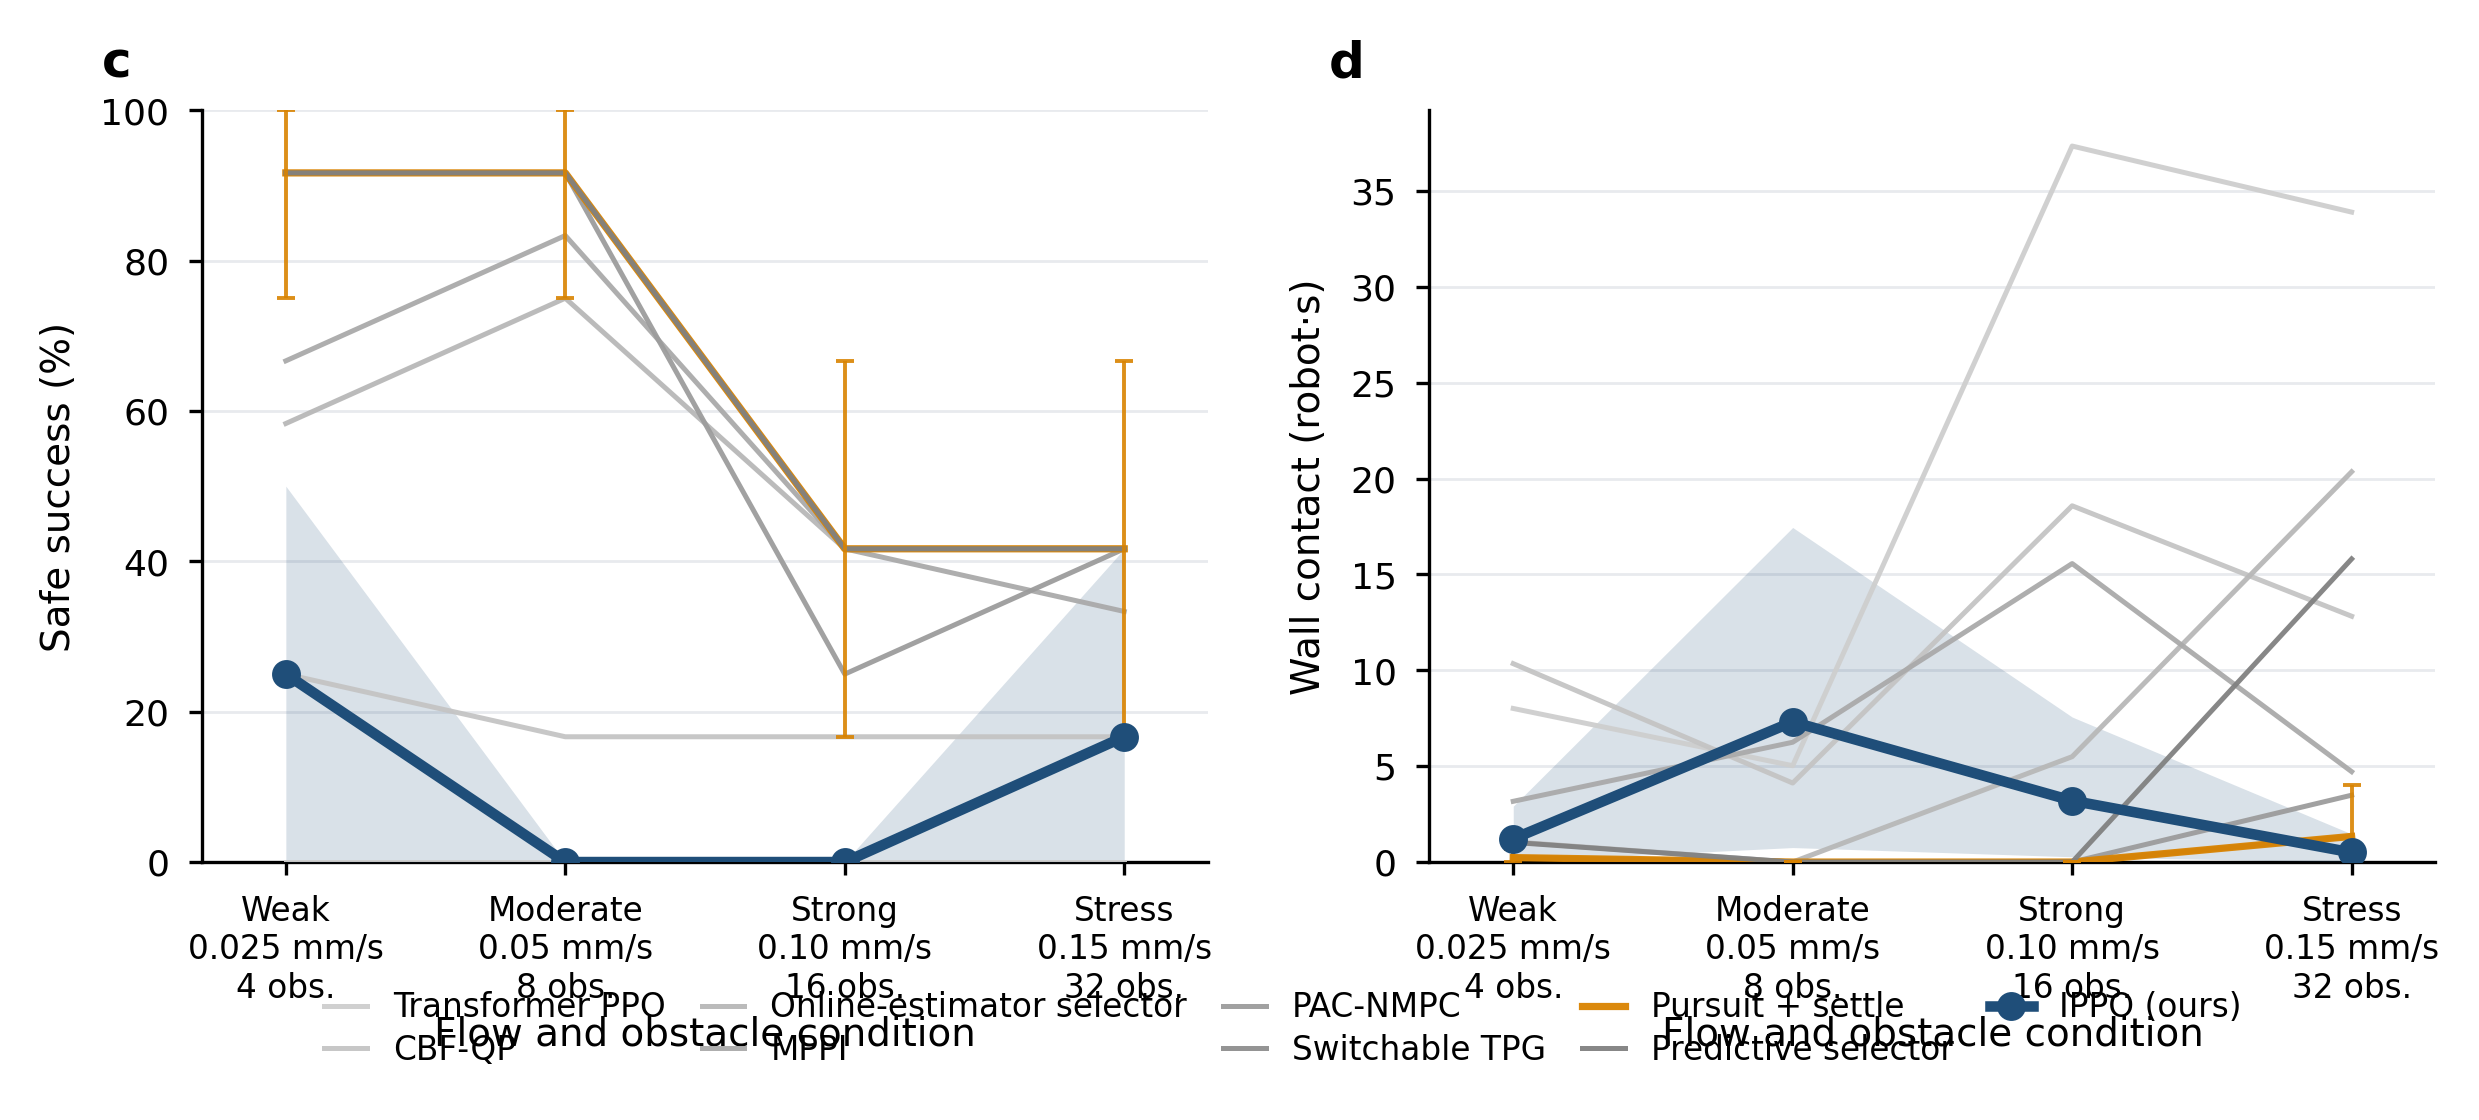 c
d
100
80
60
40
20
0
Safe success (%)
35
30
25
20
15
10
5
0
Wall contact (robot·s)
Weak
0.025 mm/s
4 obs.
Moderate
0.05 mm/s
8 obs.
Strong
0.10 mm/s
16 obs.
Stress
0.15 mm/s
32 obs.
Flow and obstacle condition
Weak
0.025 mm/s
4 obs.
Moderate
0.05 mm/s
8 obs.
Strong
0.10 mm/s
16 obs.
Stress
0.15 mm/s
32 obs.
Flow and obstacle condition
Transformer PPO
CBF-QP
Online-estimator selector
MPPI
PAC-NMPC
Switchable TPG
Pursuit + settle
Predictive selector
IPPO (ours)